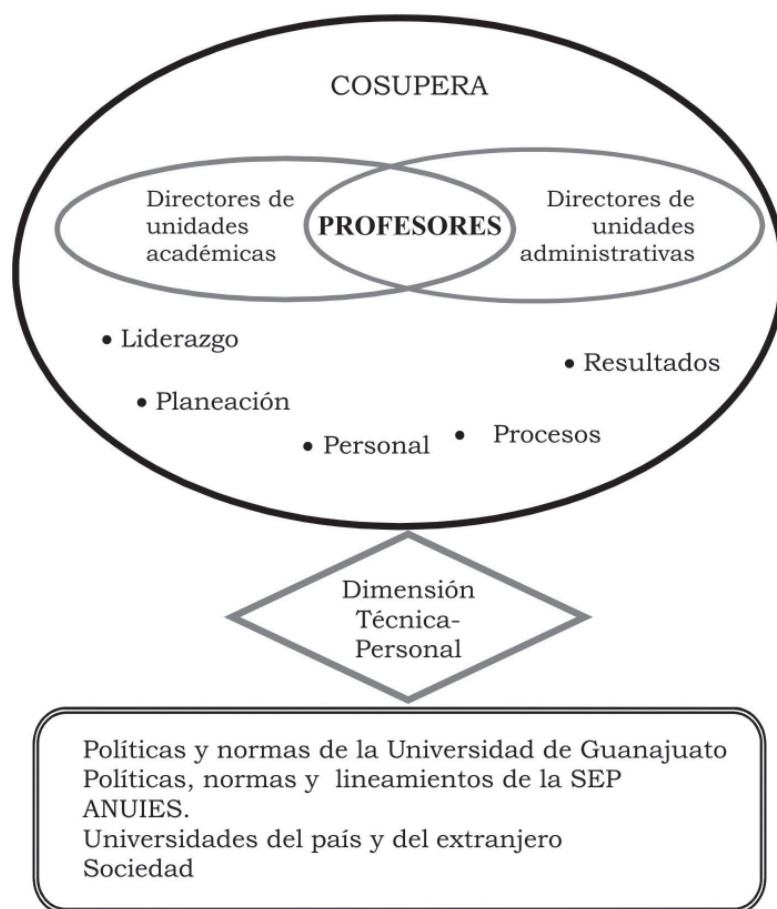 COSUPERA
Directores de
unidades
académicas
PROFESORES
Directores de
unidades
administrativas
• Liderazgo
• Resultados
• Planeación
• Personal
• Procesos
Dimensión
Técnica-
Personal
Políticas y normas de la Universidad de Guanajuato
Políticas, normas y lineamientos de la SEP
ANUIES.
Universidades del país y del extranjero
Sociedad